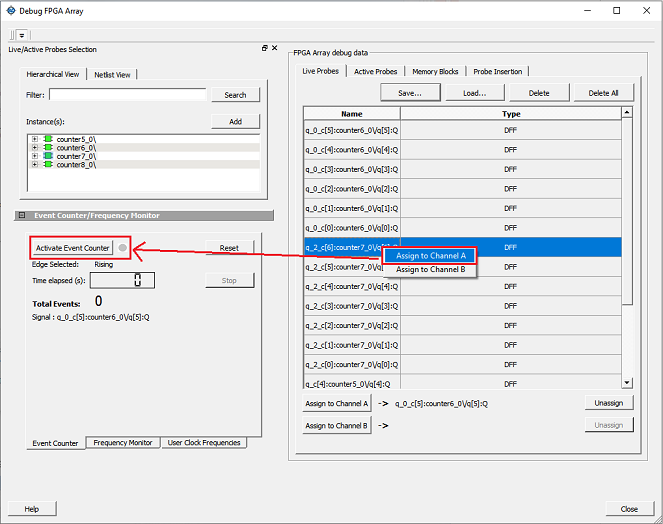 Debug FPGA Array
Live/Active Probes Selection
Hierarchical View
Netlist View
Filter:
Search
Instance(s):
Add
counter5_0\
counter6_0\
counter7_0\
counter8_0\
Event Counter/Frequency Monitor
Activate Event Counter
Reset
Edge Selected: Rising
Time elapsed (s): 0
Stop
Total Events: 0
Signal : q_0_c[5]:counter6_0\/q[5]:Q
Event Counter
Frequency Monitor
User Clock Frequencies
FPGA Array debug data
Live Probes
Active Probes
Memory Blocks
Probe Insertion
Save...
Load...
Delete
Delete All
Name Type
q_0_c[5]:counter6_0\/q[5]:Q DFF
q_0_c[4]:counter6_0\/q[4]:Q DFF
q_0_c[3]:counter6_0\/q[3]:Q DFF
q_0_c[2]:counter6_0\/q[2]:Q DFF
q_0_c[1]:counter6_0\/q[1]:Q DFF
q_0_c[0]:counter6_0\/q[0]:Q DFF
q_2_c[6]:counter7_0\/q DFF
Assign to Channel A
q_2_c[5]:counter7_0\/q DFF
Assign to Channel B
q_2_c[4]:counter7_0\/q[4]:Q DFF
q_2_c[3]:counter7_0\/q[3]:Q DFF
q_2_c[2]:counter7_0\/q[2]:Q DFF
q_2_c[1]:counter7_0\/q[1]:Q DFF
q_2_c[0]:counter7_0\/q[0]:Q DFF
q_c[4]:counter5_0\/q[4]:Q DFF
Assign to Channel A -> q_0_c[5]:counter6_0\/q[5]:Q Unassign
Assign to Channel B -> Unassign
Help
Close